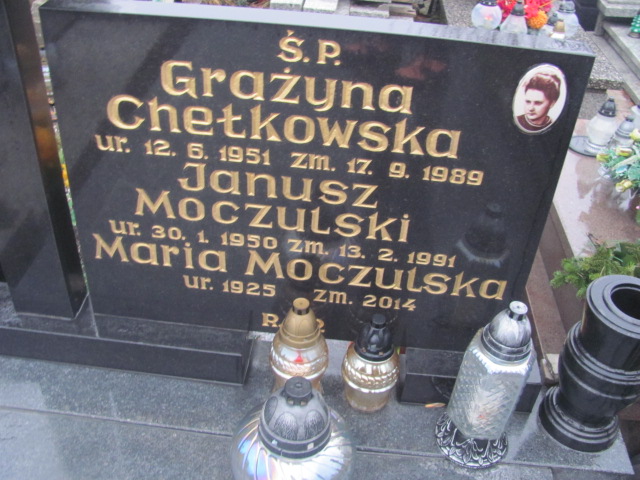 Ś. P.
Grażyna
Chełkowska
ur. 12. 6. 1951 zm. 17. 9. 1989
Janusz
Moczulski
ur. 30. 1. 1950 zm. 13. 2. 1991
Maria Moczulska
ur. 1925 zm. 2014